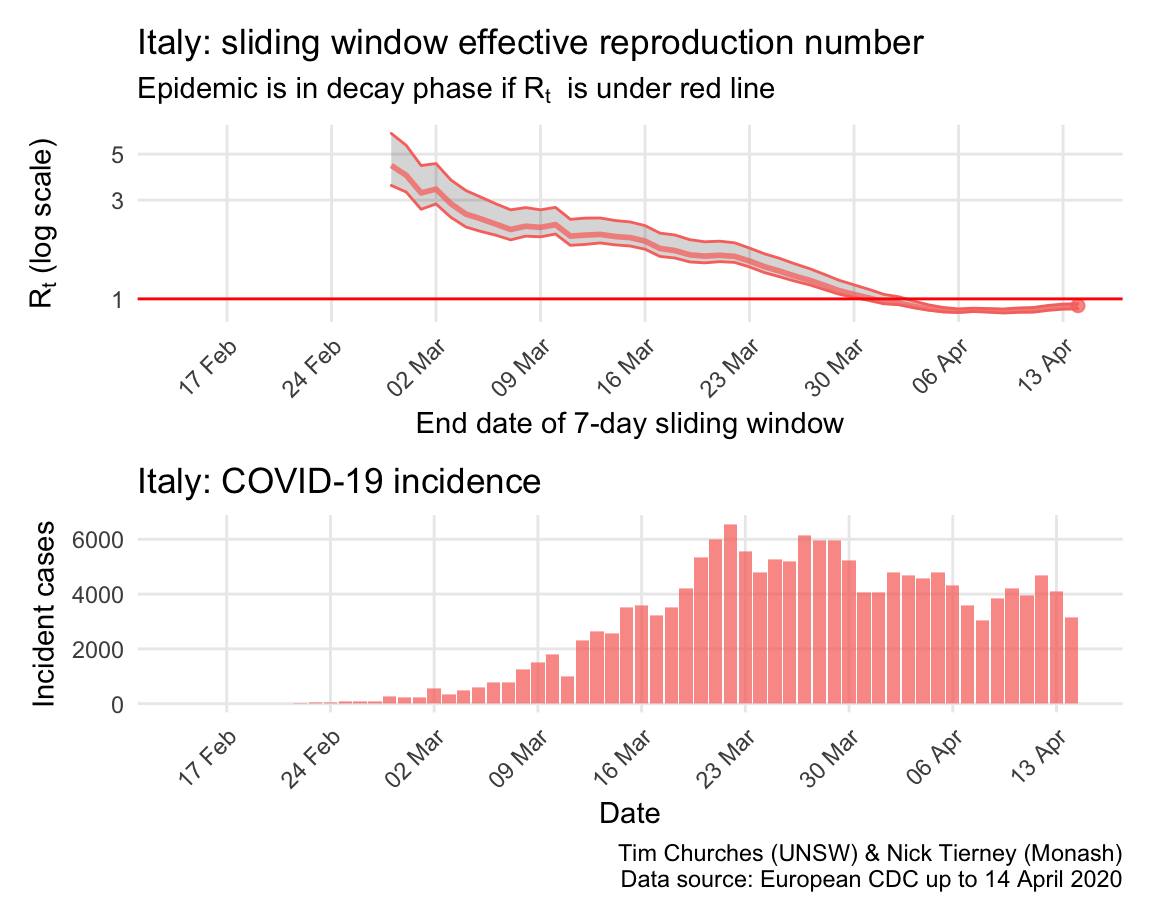 Italy: sliding window effective reproduction number
Epidemic is in decay phase if Rt is under red line
Rt (log scale)
5
3
1
17 Feb
24 Feb
02 Mar
09 Mar
16 Mar
23 Mar
30 Mar
06 Apr
13 Apr
End date of 7-day sliding window
Italy: COVID-19 incidence
Incident cases
6000
4000
2000
0
17 Feb
24 Feb
02 Mar
09 Mar
16 Mar
23 Mar
30 Mar
06 Apr
13 Apr
Date
Tim Churches (UNSW) & Nick Tierney (Monash)
Data source: European CDC up to 14 April 2020